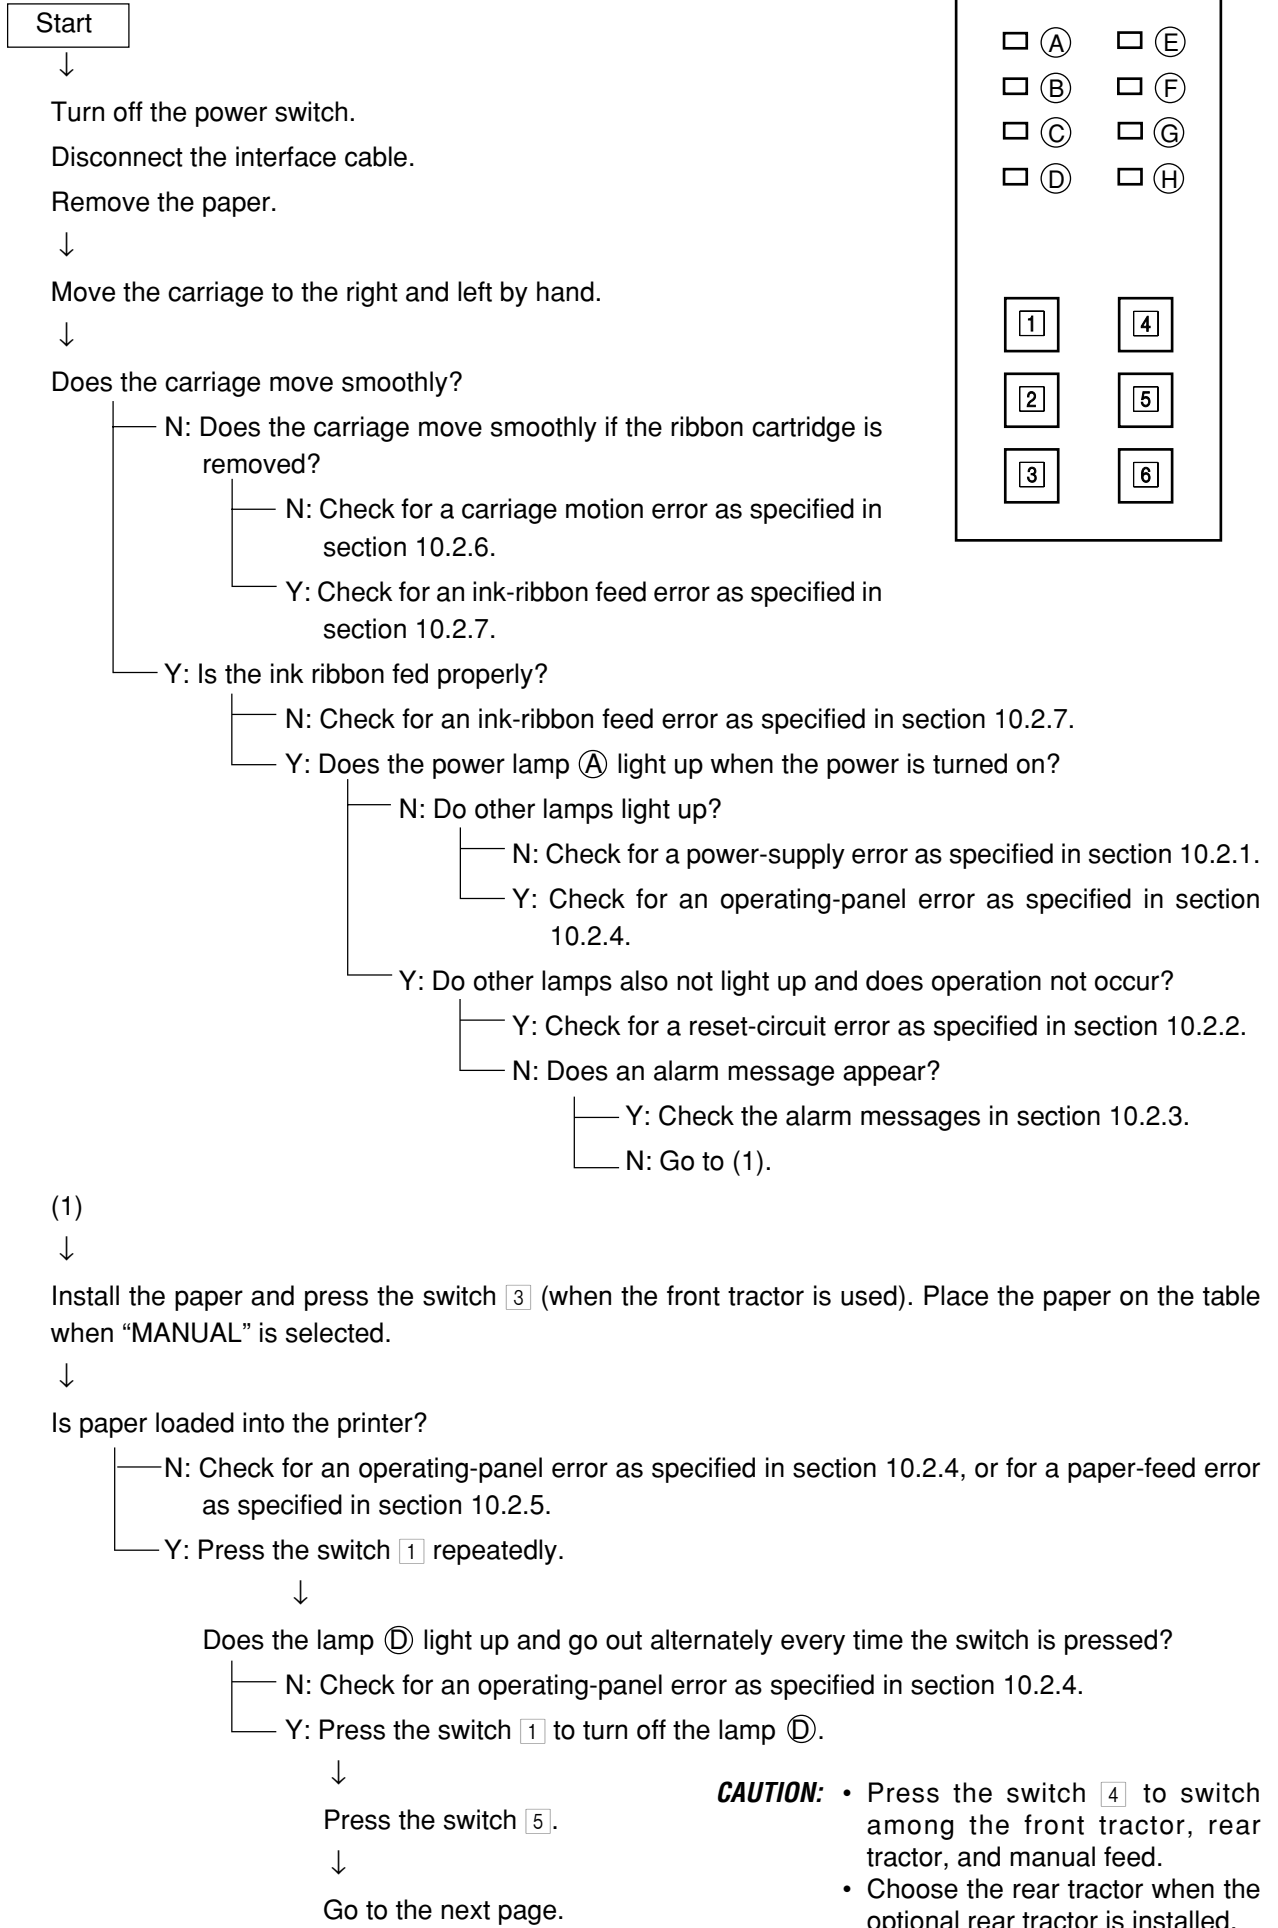 Start
↓
Turn off the power switch.
Disconnect the interface cable.
Remove the paper.
↓
Move the carriage to the right and left by hand.
↓
Does the carriage move smoothly?
N: Does the carriage move smoothly if the ribbon cartridge is
removed?
N: Check for a carriage motion error as specified in
section 10.2.6.
Y: Check for an ink-ribbon feed error as specified in
section 10.2.7.
Y: Is the ink ribbon fed properly?
N: Check for an ink-ribbon feed error as specified in section 10.2.7.
Y: Does the power lamp Ⓐ light up when the power is turned on?
N: Do other lamps light up?
N: Check for a power-supply error as specified in section 10.2.1.
Y: Check for an operating-panel error as specified in section
10.2.4.
Y: Do other lamps also not light up and does operation not occur?
Y: Check for a reset-circuit error as specified in section 10.2.2.
N: Does an alarm message appear?
Y: Check the alarm messages in section 10.2.3.
N: Go to (1).
Ⓐ Ⓔ
Ⓑ Ⓕ
Ⓒ Ⓖ
Ⓓ Ⓗ
1 4
2 5
3 6
(1)
↓
Install the paper and press the switch 3 (when the front tractor is used). Place the paper on the table
when “MANUAL” is selected.
↓
Is paper loaded into the printer?
N: Check for an operating-panel error as specified in section 10.2.4, or for a paper-feed error
as specified in section 10.2.5.
Y: Press the switch 1 repeatedly.
↓
Does the lamp Ⓓ light up and go out alternately every time the switch is pressed?
N: Check for an operating-panel error as specified in section 10.2.4.
Y: Press the switch 1 to turn off the lamp Ⓓ.
↓
Press the switch 5.
↓
Go to the next page.
CAUTION: • Press the switch 4 to switch
among the front tractor, rear
tractor, and manual feed.
• Choose the rear tractor when the
optional rear tractor is installed.